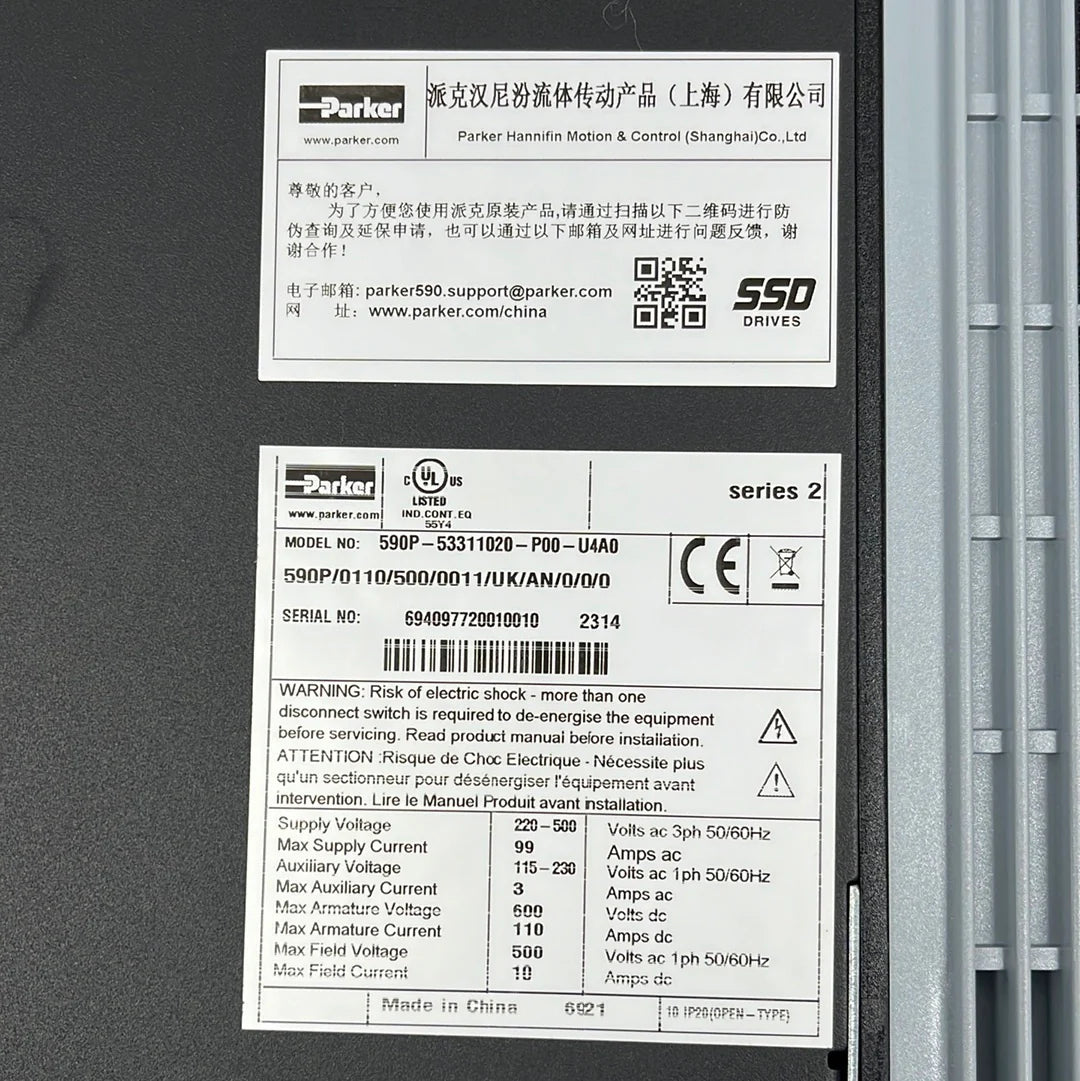 Parker
www.parker.com
派克汉尼汾流体传动产品（上海）有限公司
Parker Hannifin Motion & Control (Shanghai)Co.,Ltd
尊敬的客户，
为了方便您使用派克原装产品,请通过扫描以下二维码进行防
伪查询及延保申请，也可以通过以下邮箱及网址进行问题反馈，谢
谢合作！
电子邮箱: parker590.support@parker.com
网 址: www.parker.com/china
SSD
DRIVES
Parker
www.parker.com
C UL US
LISTED
IND.CONT.EQ
55Y4
series 2
MODEL NO: 590P-53311020-P00-U4A0
590P/0110/500/0011/UK/AN/0/0/0
CE
SERIAL NO: 694097720010010 2314
WARNING: Risk of electric shock - more than one
disconnect switch is required to de-energise the equipment
before servicing. Read product manual before installation.
ATTENTION :Risque de Choc Electrique - Nécessite plus
qu'un sectionneur pour désénergiser l'équipement avant
intervention. Lire le Manuel Produit avant installation.
Supply Voltage 220-500 Volts ac 3ph 50/60Hz
Max Supply Current 99 Amps ac
Auxiliary Voltage 115-230 Volts ac 1ph 50/60Hz
Max Auxiliary Current 3 Amps ac
Max Armature Voltage 600 Volts dc
Max Armature Current 110 Amps dc
Max Field Voltage 500 Volts ac 1ph 50/60Hz
Max Field Current 10 Amps dc
Made in China 6921 10 IP20(OPEN-TYPE)